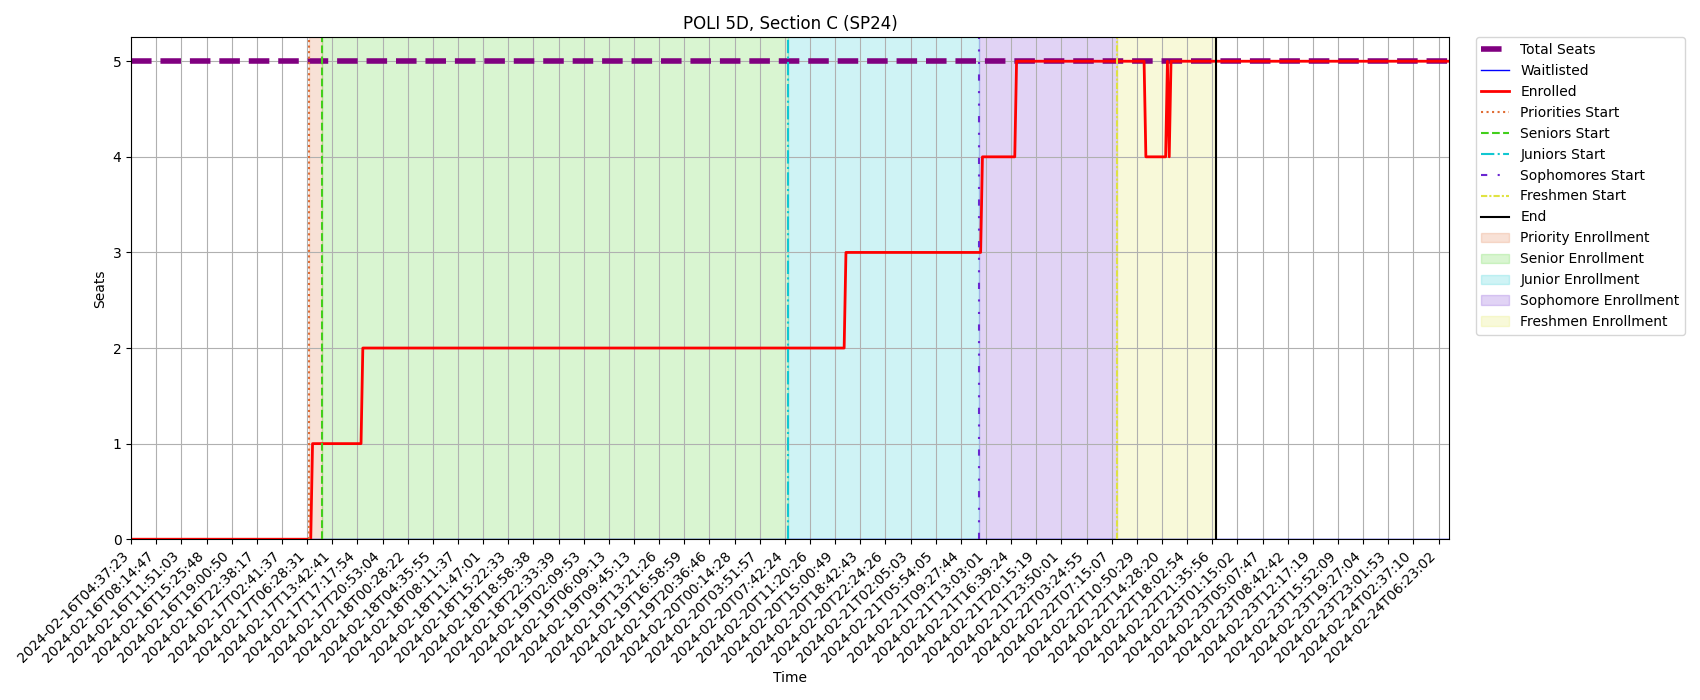 POLI 5D, Section C (SP24)
Seats
5
4
3
2
1
0
2024-02-16T04:37:23
2024-02-16T08:14:47
2024-02-16T11:51:03
2024-02-16T15:25:48
2024-02-16T19:00:50
2024-02-16T22:38:17
2024-02-17T02:41:37
2024-02-17T06:28:31
2024-02-17T13:42:41
2024-02-17T17:17:54
2024-02-17T20:53:04
2024-02-18T00:28:22
2024-02-18T04:35:55
2024-02-18T08:11:37
2024-02-18T11:47:01
2024-02-18T15:22:33
2024-02-18T18:58:38
2024-02-18T22:33:39
2024-02-19T02:09:53
2024-02-19T06:09:13
2024-02-19T09:45:13
2024-02-19T13:21:26
2024-02-19T16:58:59
2024-02-19T20:36:46
2024-02-20T00:14:28
2024-02-20T03:51:57
2024-02-20T07:42:24
2024-02-20T11:20:26
2024-02-20T15:00:49
2024-02-20T18:42:43
2024-02-20T22:24:26
2024-02-21T02:05:03
2024-02-21T05:54:05
2024-02-21T09:27:44
2024-02-21T13:03:01
2024-02-21T16:39:24
2024-02-21T20:15:19
2024-02-21T23:50:01
2024-02-22T03:24:55
2024-02-22T07:15:07
2024-02-22T10:50:29
2024-02-22T14:28:20
2024-02-22T18:02:54
2024-02-22T21:35:56
2024-02-23T01:15:02
2024-02-23T05:07:47
2024-02-23T08:42:42
2024-02-23T12:17:19
2024-02-23T15:52:09
2024-02-23T19:27:04
2024-02-23T23:01:53
2024-02-24T02:37:10
2024-02-24T06:23:02
Time
Total Seats
Waitlisted
Enrolled
Priorities Start
Seniors Start
Juniors Start
Sophomores Start
Freshmen Start
End
Priority Enrollment
Senior Enrollment
Junior Enrollment
Sophomore Enrollment
Freshmen Enrollment